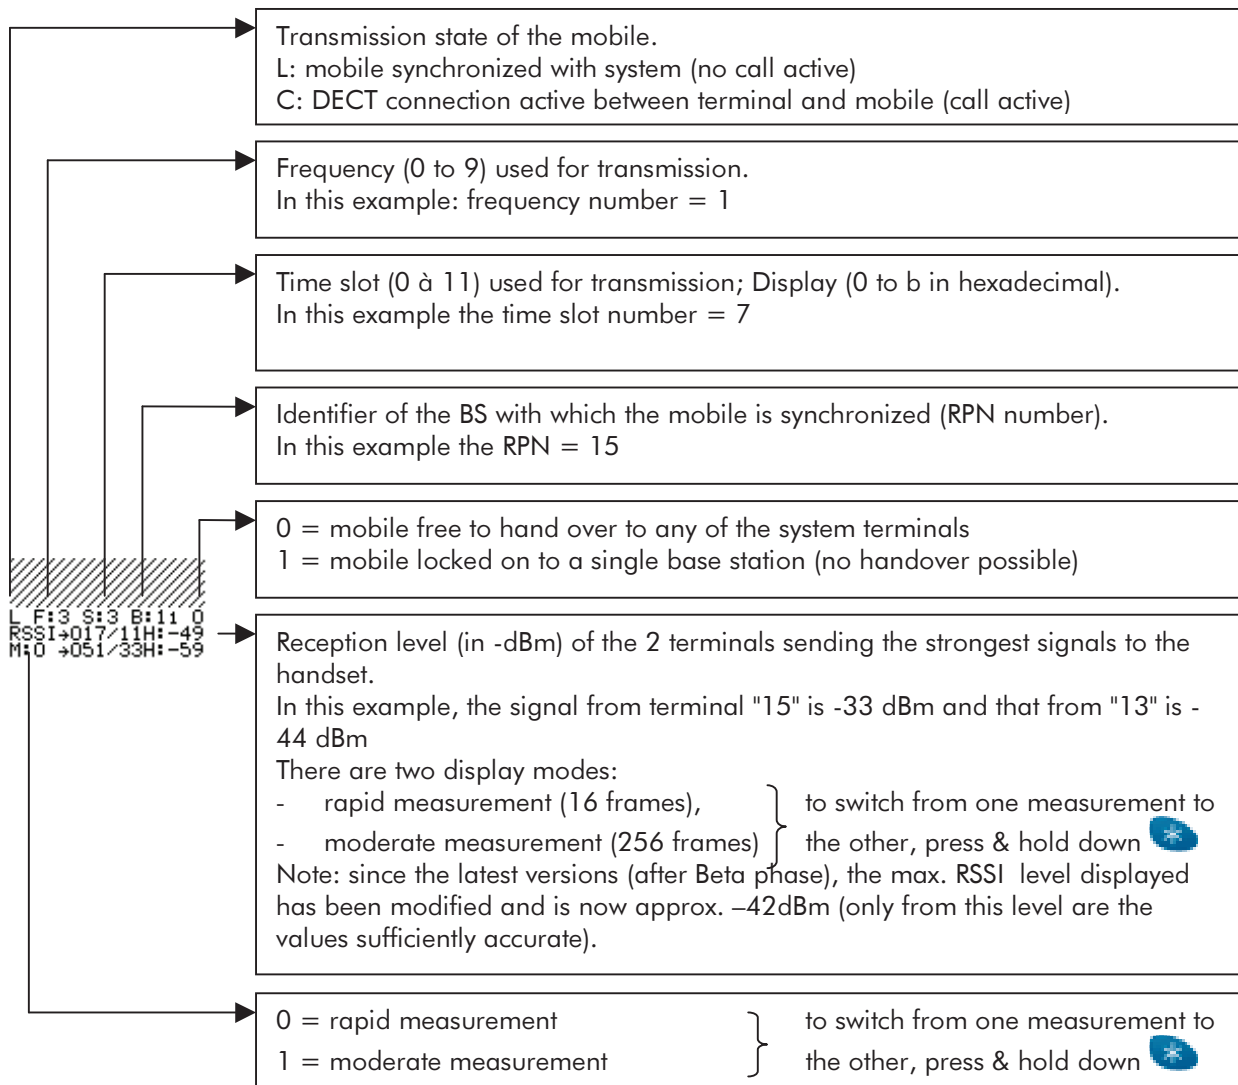 Transmission state of the mobile.
L: mobile synchronized with system (no call active)
C: DECT connection active between terminal and mobile (call active)
Frequency (0 to 9) used for transmission.
In this example: frequency number = 1
Time slot (0 à 11) used for transmission; Display (0 to b in hexadecimal).
In this example the time slot number = 7
Identifier of the BS with which the mobile is synchronized (RPN number).
In this example the RPN = 15
0 = mobile free to hand over to any of the system terminals
1 = mobile locked on to a single base station (no handover possible)
L F:3 S:3 B:11 0
RSSI→017/11H:-49
M:0 →051/33H:-59
Reception level (in -dBm) of the 2 terminals sending the strongest signals to the
handset.
In this example, the signal from terminal "15" is -33 dBm and that from "13" is -
44 dBm
There are two display modes:
- rapid measurement (16 frames),
- moderate measurement (256 frames)
to switch from one measurement to
the other, press & hold down *
Note: since the latest versions (after Beta phase), the max. RSSI level displayed
has been modified and is now approx. –42dBm (only from this level are the
values sufficiently accurate).
0 = rapid measurement
1 = moderate measurement
to switch from one measurement to
the other, press & hold down *